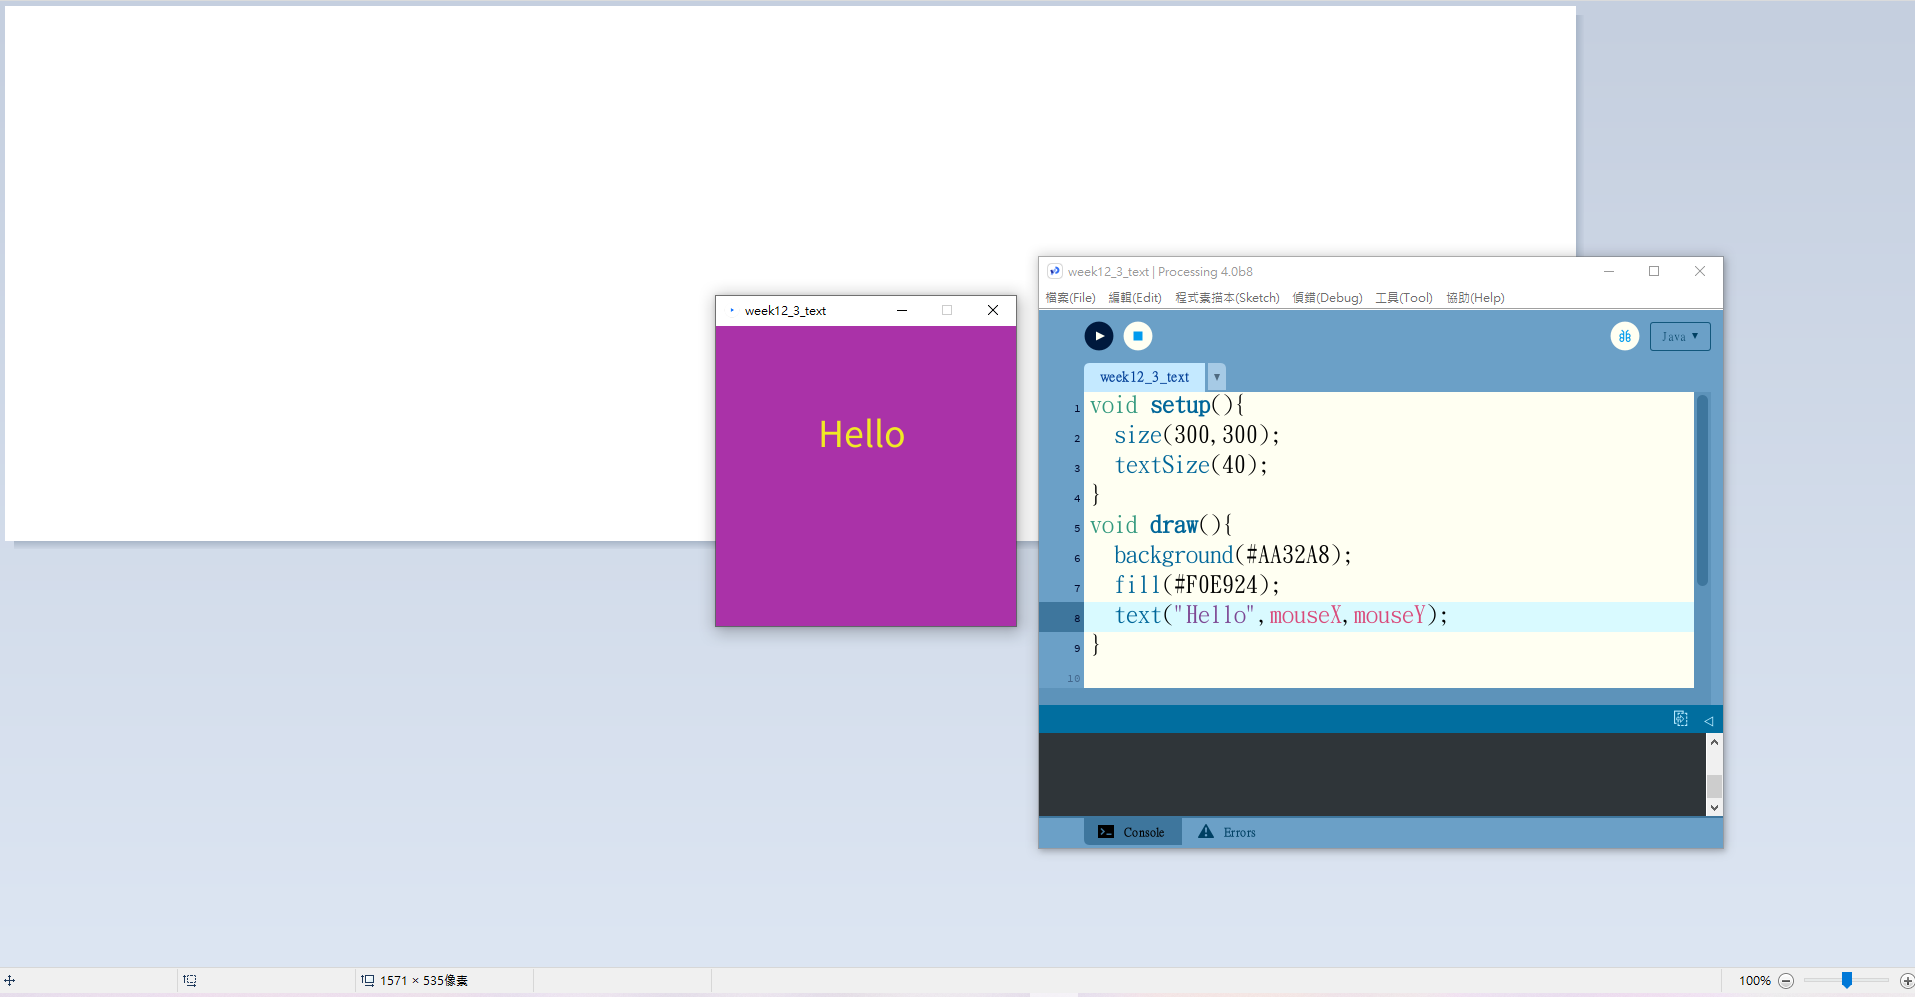 week12_3_text
Hello
week12_3_text | Processing 4.0b8
檔案(File) 編輯(Edit) 程式素描本(Sketch) 偵錯(Debug) 工具(Tool) 協助(Help)
Java ▼
week12_3_text ▼
1 void setup(){
2 size(300,300);
3 textSize(40);
4 }
5 void draw(){
6 background(#AA32A8);
7 fill(#F0E924);
8 text("Hello",mouseX,mouseY);
9 }
10
Console Errors
1571 × 535像素
100%